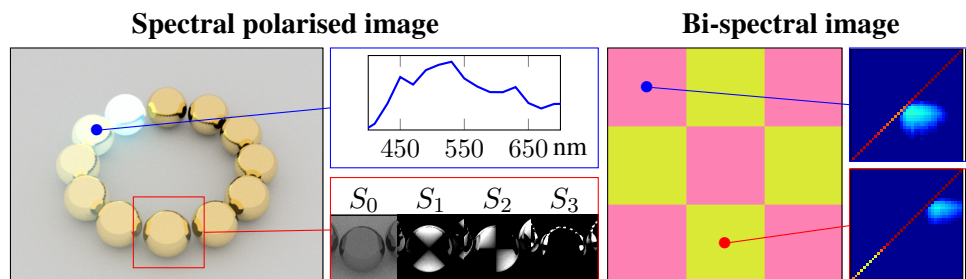 Spectral polarised image
Bi-spectral image
450 550 650 nm
S₀ S₁ S₂ S₃